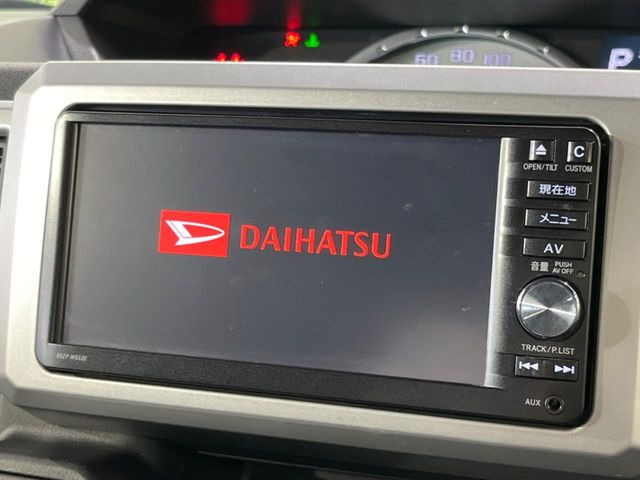 60 80 100
P
DAIHATSU
OPEN/TILT
C
CUSTOM
現在地
メニュー
AV
音量 PUSH
AV OFF
TRACK/P.LIST
AUX